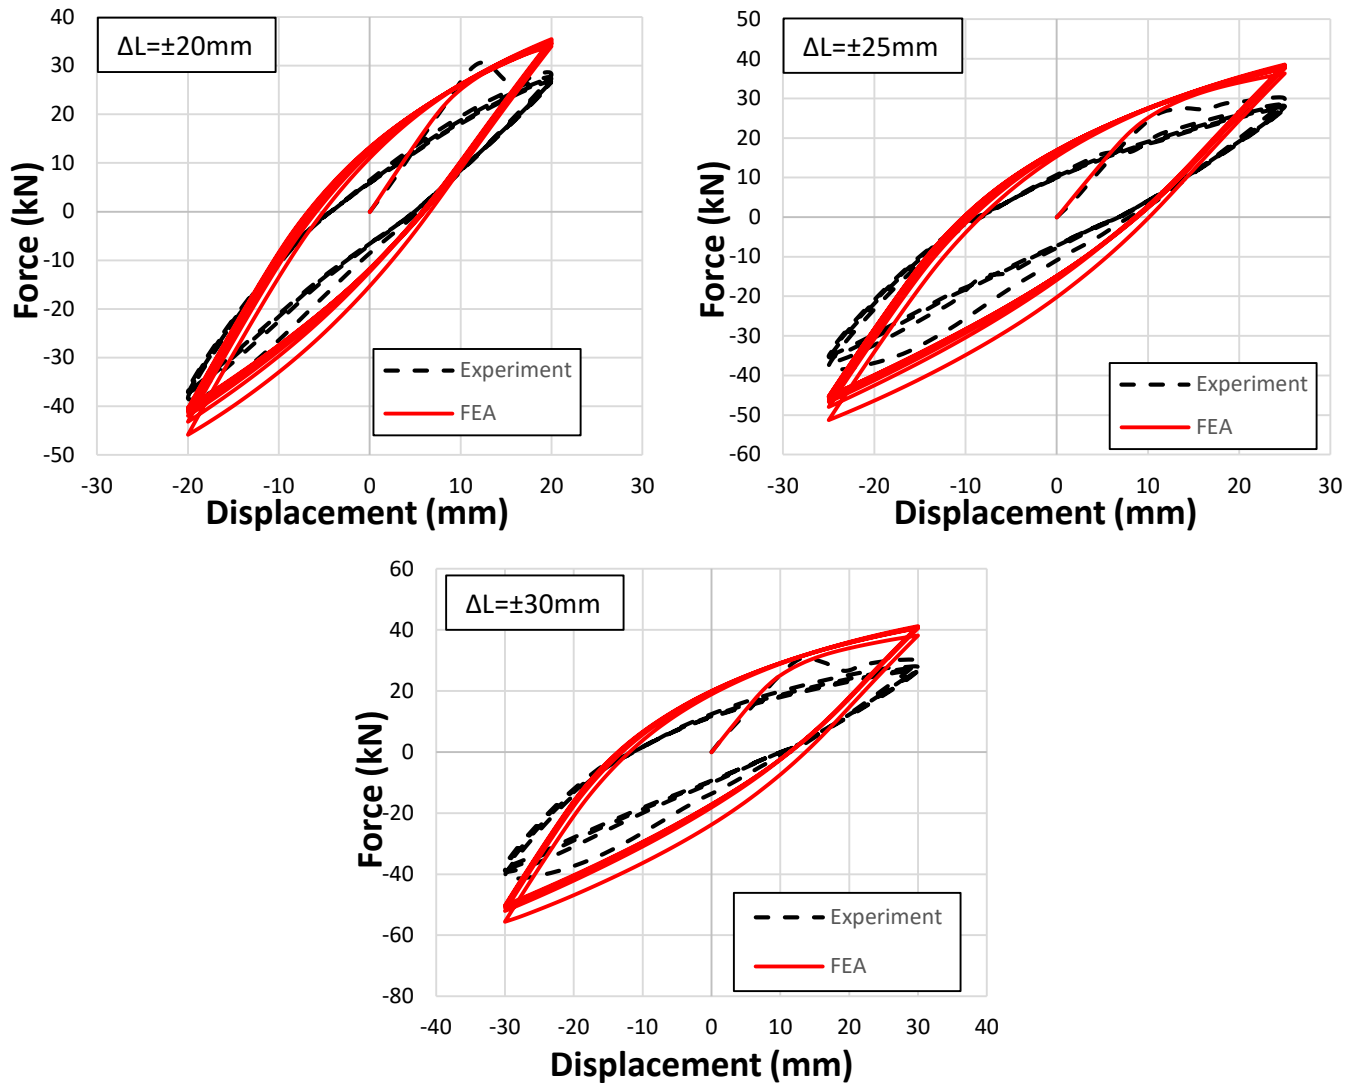 ΔL=±20mm
40
30
20
10
0
-10
-20
-30
-40
-50
Force (kN)
Experiment
FEA
-30 -20 -10 0 10 20 30
Displacement (mm)
ΔL=±25mm
50
40
30
20
10
0
-10
-20
-30
-40
-50
-60
Force (kN)
Experiment
FEA
-30 -20 -10 0 10 20 30
Displacement (mm)
ΔL=±30mm
60
40
20
0
-20
-40
-60
-80
Force (kN)
Experiment
FEA
-40 -30 -20 -10 0 10 20 30 40
Displacement (mm)